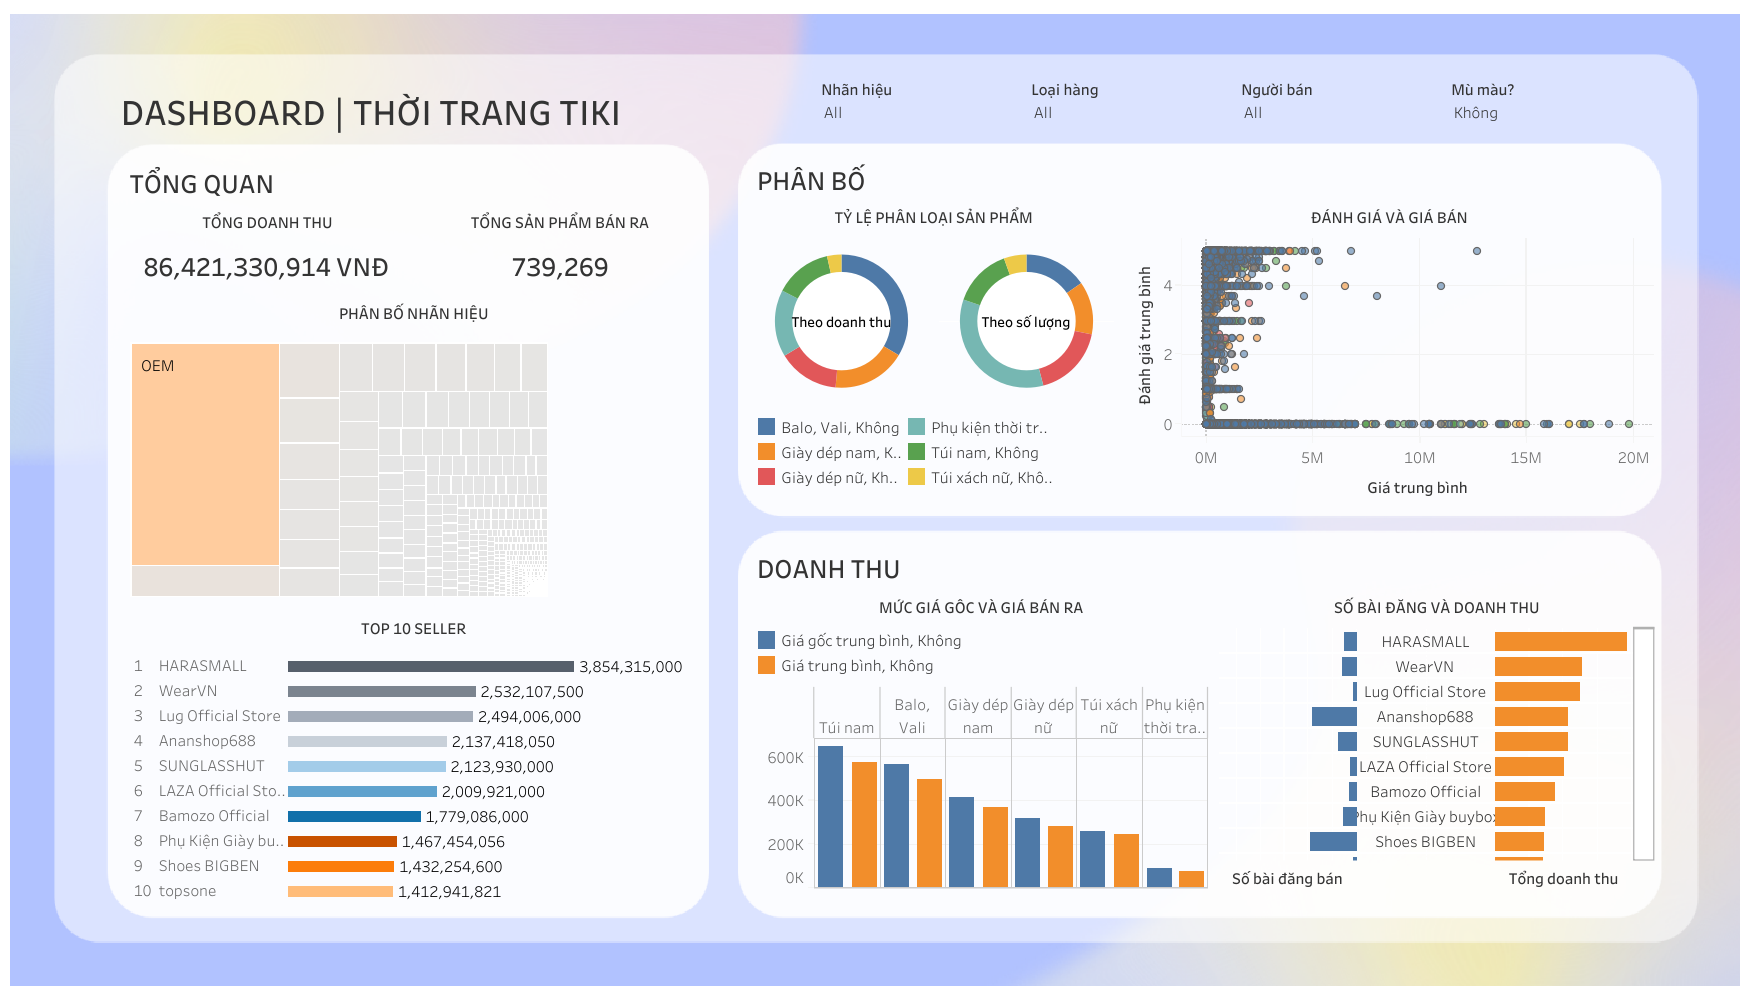 DASHBOARD | THỜI TRANG TIKI
Nhãn hiệu
All
Loại hàng
All
Người bán
All
Mù màu?
Không
TỔNG QUAN
TỔNG DOANH THU
TỔNG SẢN PHẨM BÁN RA
86,421,330,914 VNĐ
739,269
PHÂN BỐ NHÃN HIỆU
OEM
TOP 10 SELLER
1 HARASMALL 3,854,315,000
2 WearVN 2,532,107,500
3 Lug Official Store 2,494,006,000
4 Ananshop688 2,137,418,050
5 SUNGLASSHUT 2,123,930,000
6 LAZA Official Sto.. 2,009,921,000
7 Bamozo Official 1,779,086,000
8 Phụ Kiện Giày bu.. 1,467,454,056
9 Shoes BIGBEN 1,432,254,600
10 topsone 1,412,941,821
PHÂN BỐ
TỶ LỆ PHÂN LOẠI SẢN PHẨM
Theo doanh thu
Theo số lượng
Balo, Vali, Không
Phụ kiện thời tr..
Giày dép nam, K..
Túi nam, Không
Giày dép nữ, Kh..
Túi xách nữ, Khô..
ĐÁNH GIÁ VÀ GIÁ BÁN
Đánh giá trung bình
4
2
0
0M 5M 10M 15M 20M
Giá trung bình
DOANH THU
MỨC GIÁ GỐC VÀ GIÁ BÁN RA
Giá gốc trung bình, Không
Giá trung bình, Không
Túi nam
Balo,
Vali
Giày dép
nam
Giày dép
nữ
Túi xách
nữ
Phụ kiện
thời tra..
600K
400K
200K
0K
SỐ BÀI ĐĂNG VÀ DOANH THU
HARASMALL
WearVN
Lug Official Store
Ananshop688
SUNGLASSHUT
LAZA Official Store
Bamozo Official
Phụ Kiện Giày buybox
Shoes BIGBEN
Số bài đăng bán
Tổng doanh thu